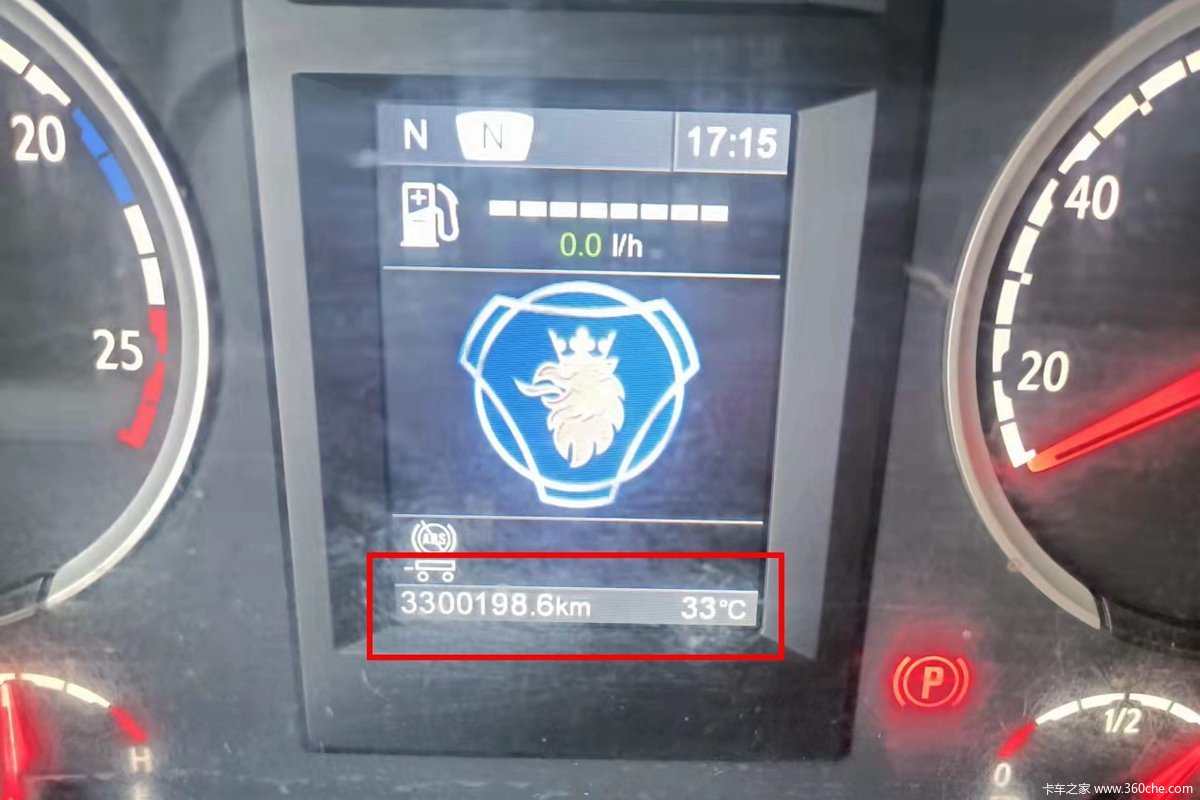 N N 17:15
20
40
0.0 l/h
25
20
ABS
3300198.6km 33°C
P
1/2
H
0
卡车之家 www.360che.com